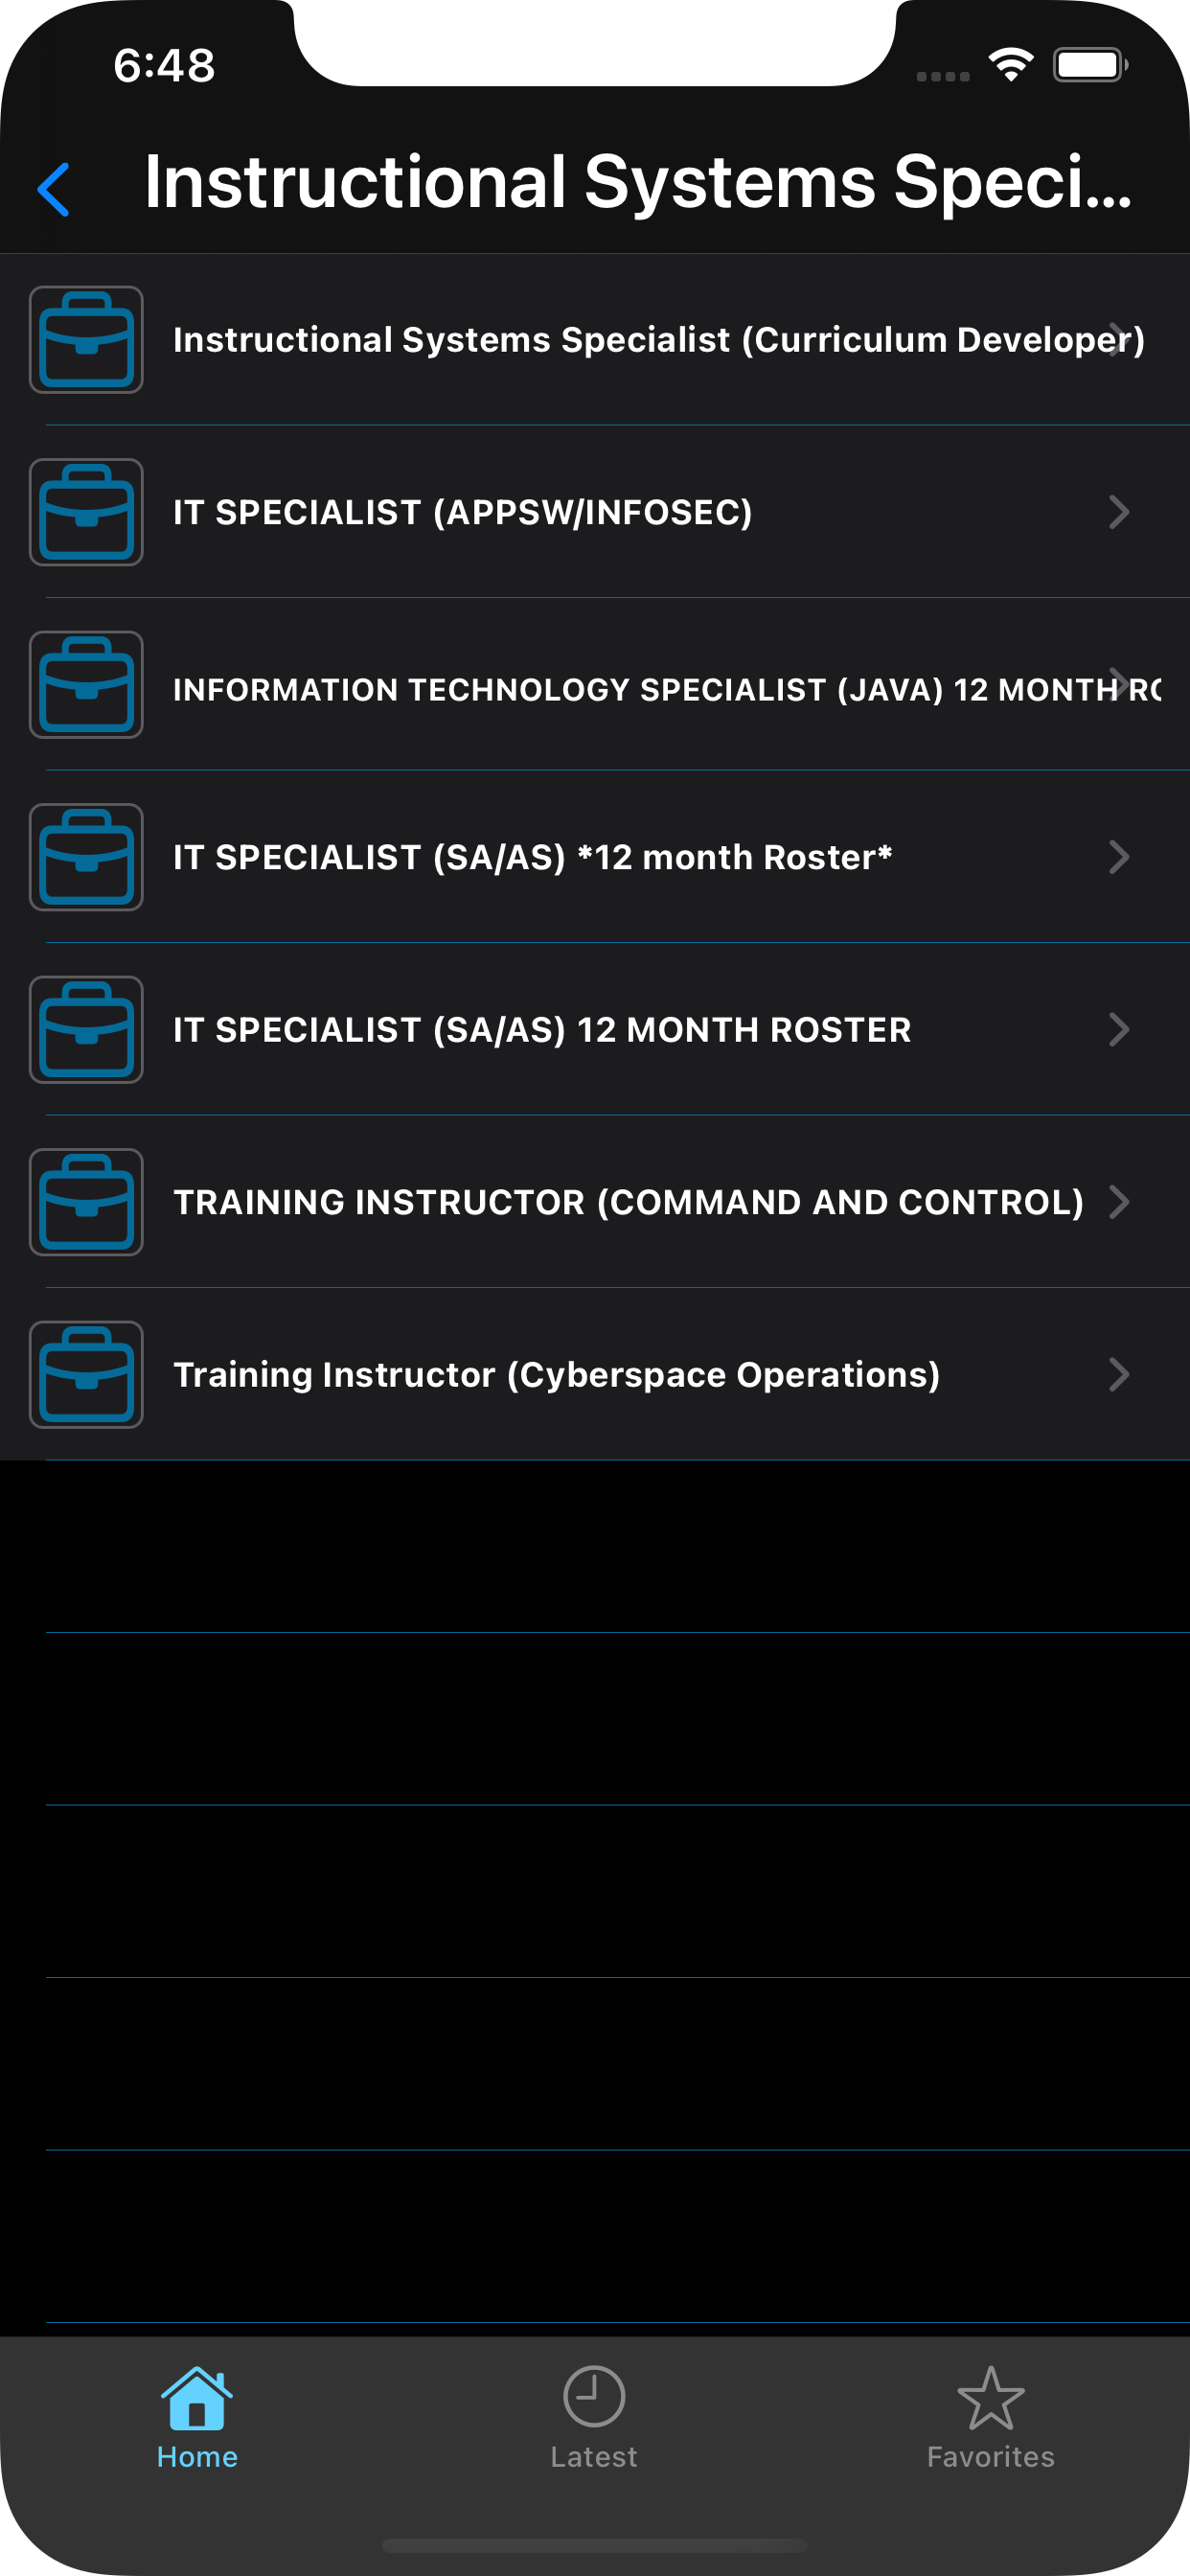 6:48
Instructional Systems Speci...
Instructional Systems Specialist (Curriculum Developer)
IT SPECIALIST (APPSW/INFOSEC)
INFORMATION TECHNOLOGY SPECIALIST (JAVA) 12 MONTH
IT SPECIALIST (SA/AS) *12 month Roster*
IT SPECIALIST (SA/AS) 12 MONTH ROSTER
TRAINING INSTRUCTOR (COMMAND AND CONTROL)
Training Instructor (Cyberspace Operations)
Home
Latest
Favorites